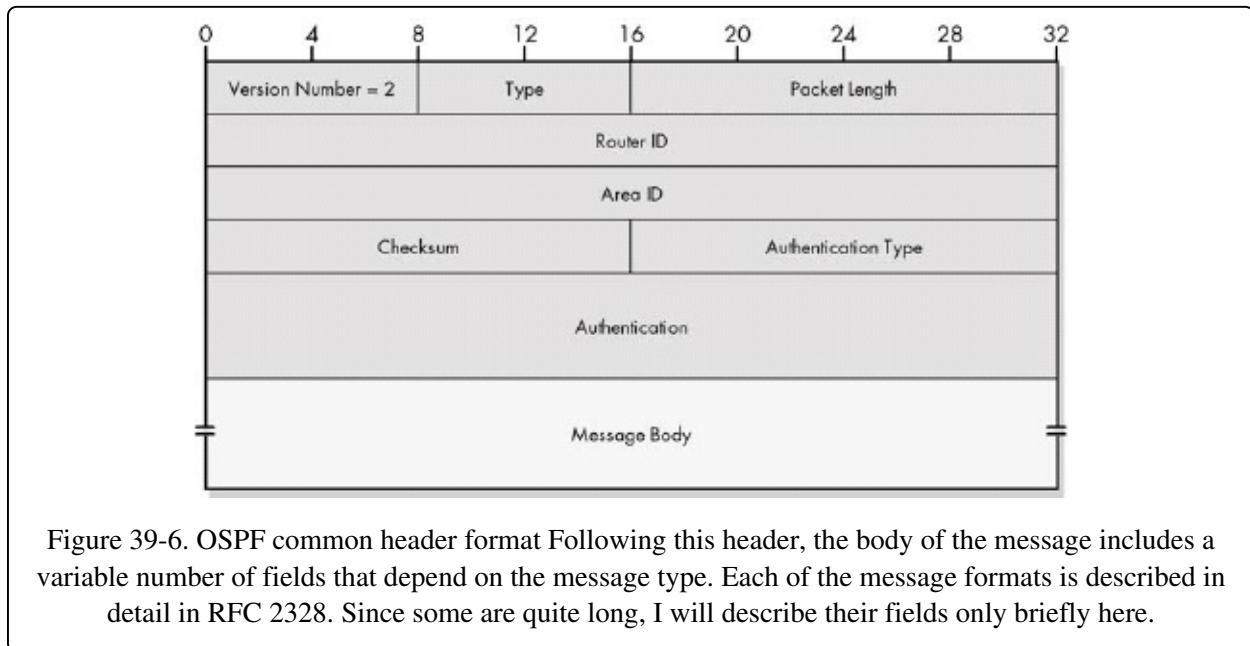 0 4 8 12 16 20 24 28 32
Version Number = 2 Type Packet Length
Router ID
Area ID
Checksum Authentication Type
Authentication
Message Body
Figure 39-6. OSPF common header format Following this header, the body of the message includes a
variable number of fields that depend on the message type. Each of the message formats is described in
detail in RFC 2328. Since some are quite long, I will describe their fields only briefly here.